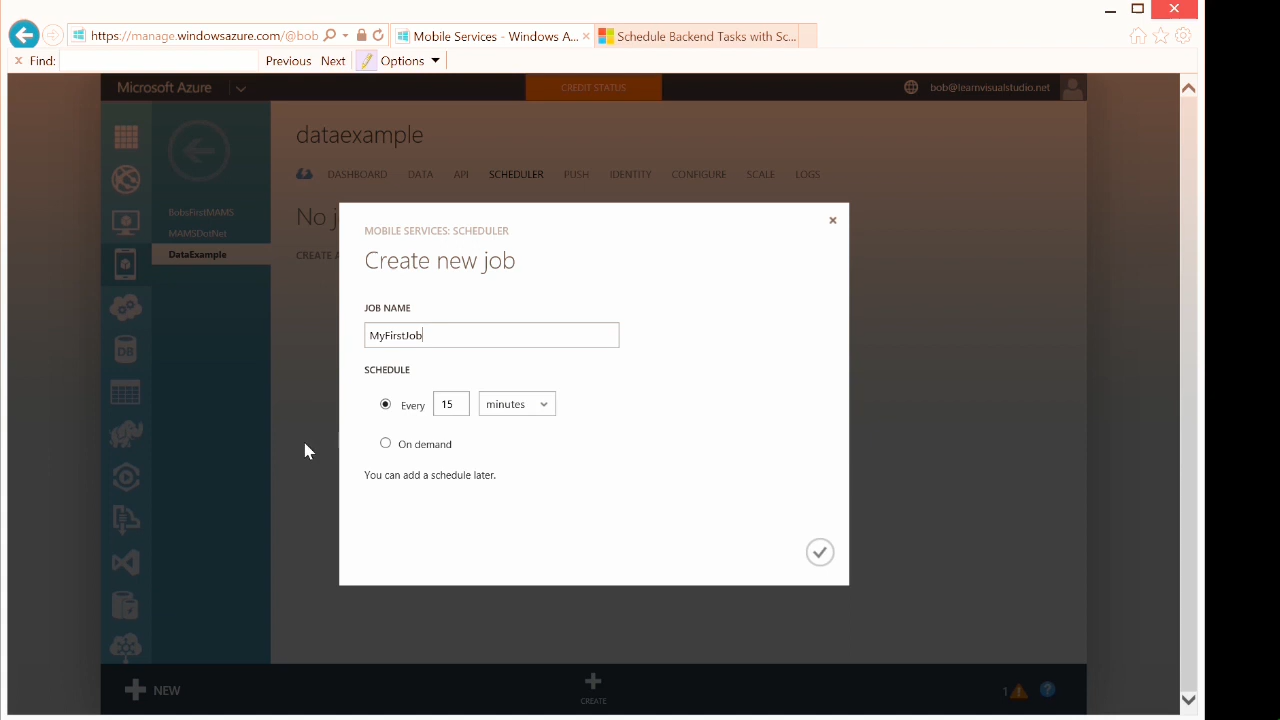 https://manage.windowsazure.com/@bob
Mobile Services - Windows A...
Schedule Backend Tasks with Sc...
Find:
Previous
Next
Options
Microsoft Azure
CREDIT STATUS
bob@learnvisualstudio.net
BobsFirstMAMS
MAMSDotNet
DataExample
dataexample
DASHBOARD
DATA
API
SCHEDULER
PUSH
IDENTITY
CONFIGURE
SCALE
LOGS
No j
CREATE A
MOBILE SERVICES: SCHEDULER
Create new job
JOB NAME
MyFirstJob
SCHEDULE
Every 15 minutes
On demand
You can add a schedule later.
DB
NEW
CREATE
1
?